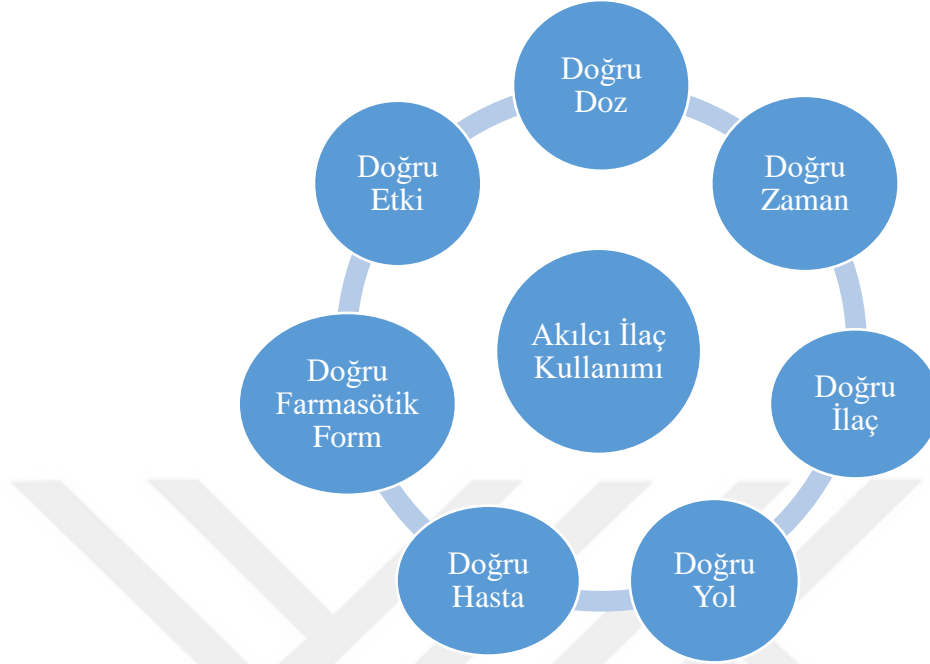 Doğru
Doz
Doğru
Zaman
Doğru
İlaç
Doğru
Yol
Doğru
Hasta
Doğru
Farmasötik
Form
Doğru
Etki
Akılcı İlaç
Kullanımı